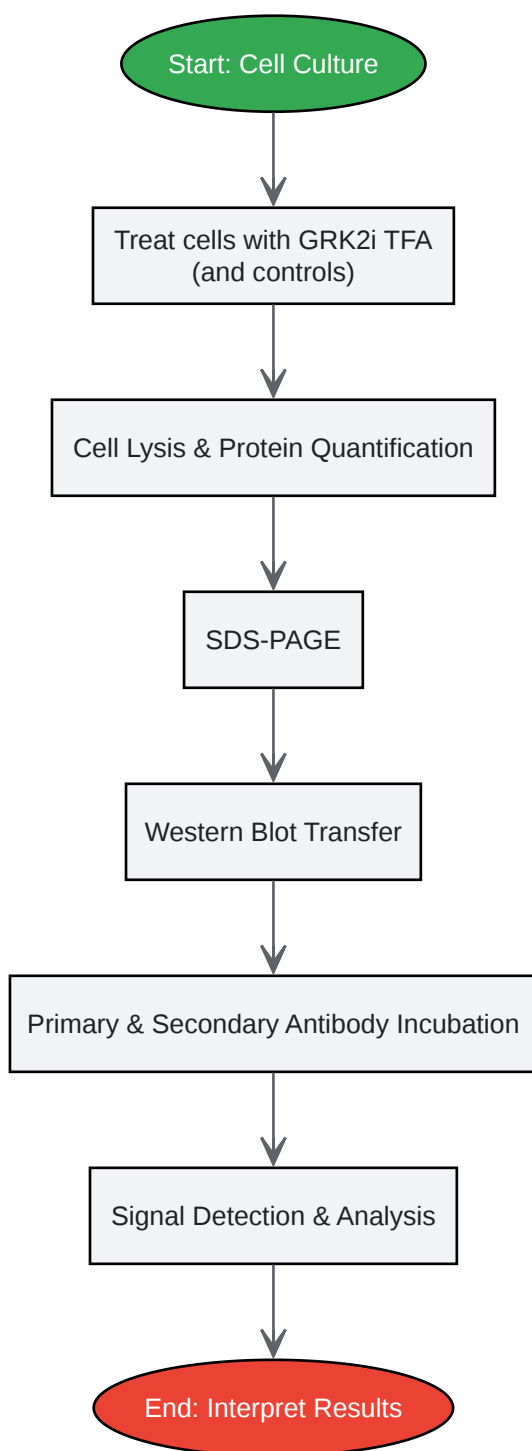 Start: Cell Culture
Treat cells with GRK2i TFA
(and controls)
Cell Lysis & Protein Quantification
SDS-PAGE
Western Blot Transfer
Primary & Secondary Antibody Incubation
Signal Detection & Analysis
End: Interpret Results